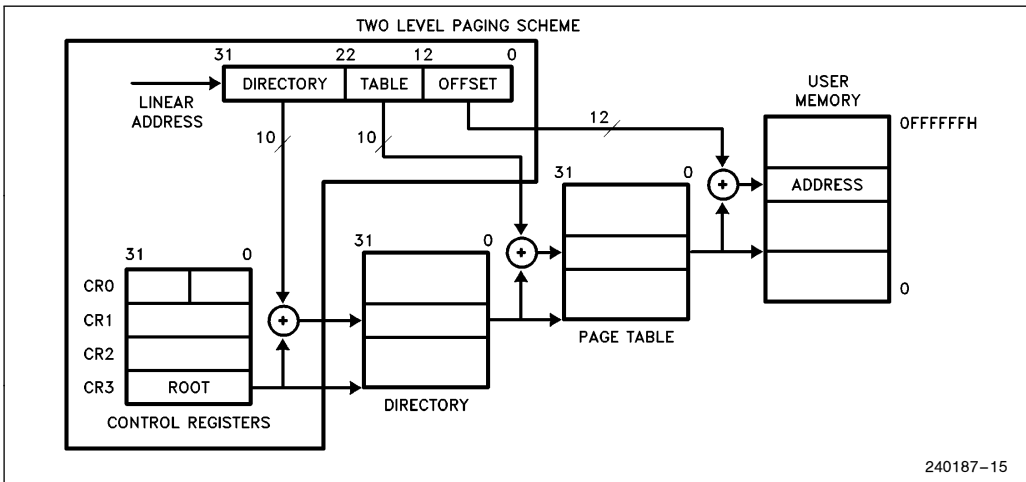 TWO LEVEL PAGING SCHEME
31 22 12 0
DIRECTORY TABLE OFFSET
LINEAR
ADDRESS
USER
MEMORY
10 10 12
0FFFFFFH
31 0
ADDRESS
31 0
31 0
CR0
CR1
CR2
CR3 ROOT
CONTROL REGISTERS
DIRECTORY
PAGE TABLE
0
+
+
+
240187-15